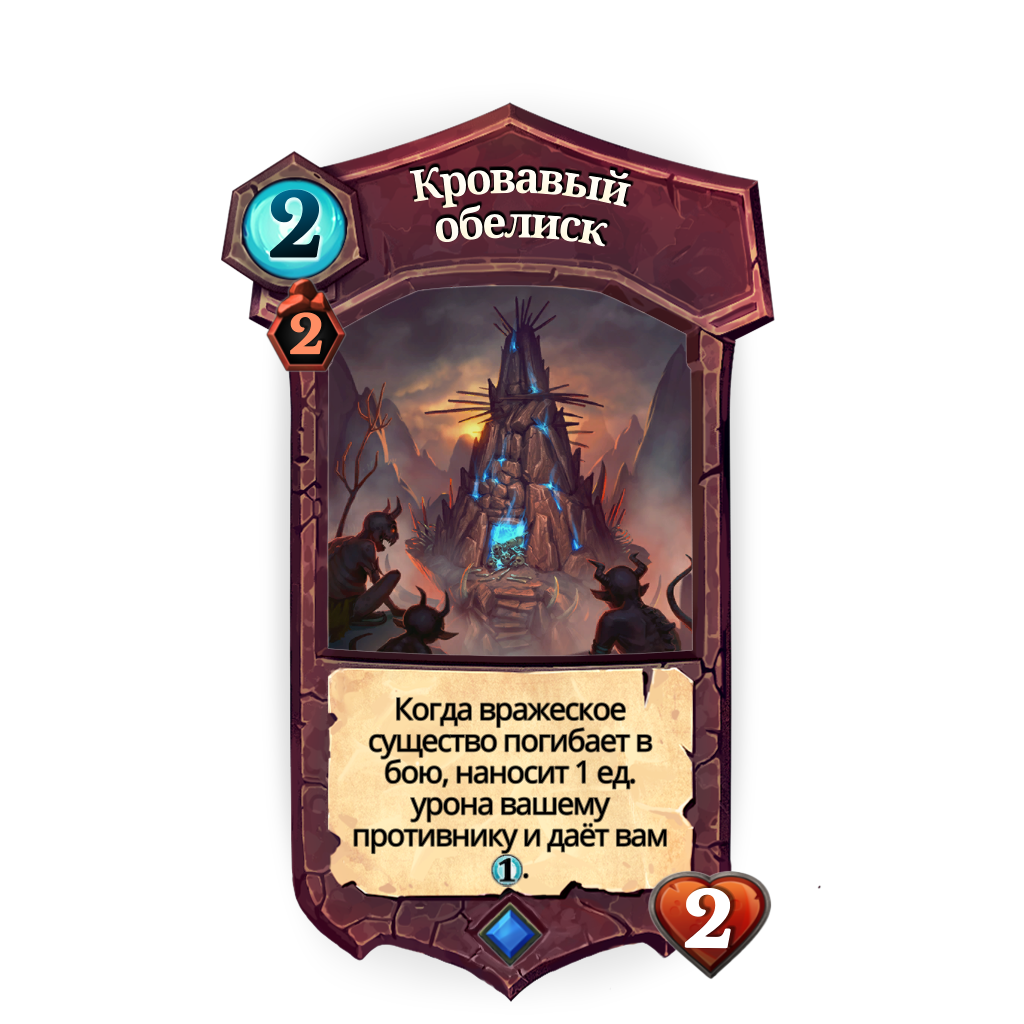 2
Кровавый
обелиск
2
Когда вражеское
существо погибает в
бою, наносит 1 ед.
урона вашему
противнику и даёт вам
1.
2